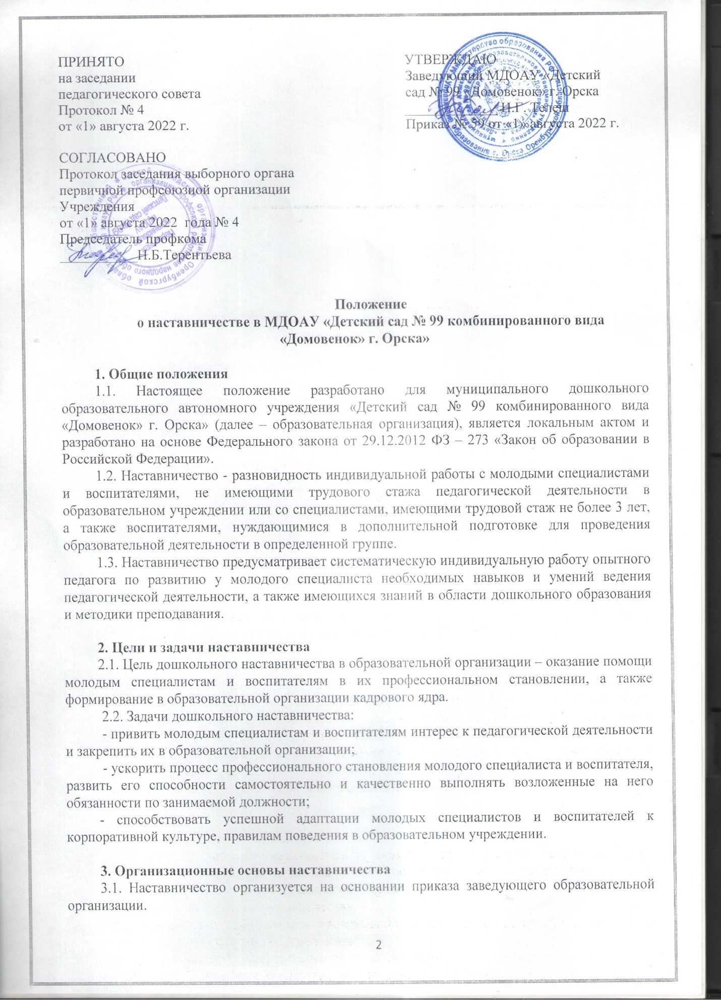 ПРИНЯТО
на заседании
педагогического совета
Протокол № 4
от «1» августа 2022 г.
УТВЕРЖДАЮ
Заведующий МДОАУ «Детский
сад № 99 «Домовенок» г. Орска
Н.Г. Телеш
Приказ № 59 от «1» августа 2022 г.
СОГЛАСОВАНО
Протокол заседания выборного органа
первичной профсоюзной организации
Учреждения
от «1» августа 2022 года № 4
Председатель профкома
Н.Б.Терентьева
Положение
о наставничестве в МДОАУ «Детский сад № 99 комбинированного вида
«Домовенок» г. Орска»
1. Общие положения
1.1. Настоящее положение разработано для муниципального дошкольного
образовательного автономного учреждения «Детский сад № 99 комбинированного вида
«Домовенок» г. Орска» (далее – образовательная организация), является локальным актом и
разработано на основе Федерального закона от 29.12.2012 ФЗ – 273 «Закон об образовании в
Российской Федерации».
1.2. Наставничество - разновидность индивидуальной работы с молодыми специалистами
и воспитателями, не имеющими трудового стажа педагогической деятельности в
образовательном учреждении или со специалистами, имеющими трудовой стаж не более 3 лет,
а также воспитателями, нуждающимися в дополнительной подготовке для проведения
образовательной деятельности в определенной группе.
1.3. Наставничество предусматривает систематическую индивидуальную работу опытного
педагога по развитию у молодого специалиста необходимых навыков и умений ведения
педагогической деятельности, а также имеющихся знаний в области дошкольного образования
и методики преподавания.
2. Цели и задачи наставничества
2.1. Цель дошкольного наставничества в образовательной организации – оказание помощи
молодым специалистам и воспитателям в их профессиональном становлении, а также
формирование в образовательной организации кадрового ядра.
2.2. Задачи дошкольного наставничества:
- привить молодым специалистам и воспитателям интерес к педагогической деятельности
и закрепить их в образовательной организации;
- ускорить процесс профессионального становления молодого специалиста и воспитателя,
развить его способности самостоятельно и качественно выполнять возложенные на него
обязанности по занимаемой должности;
- способствовать успешной адаптации молодых специалистов и воспитателей к
корпоративной культуре, правилам поведения в образовательном учреждении.
3. Организационные основы наставничества
3.1. Наставничество организуется на основании приказа заведующего образовательной
организации.
2